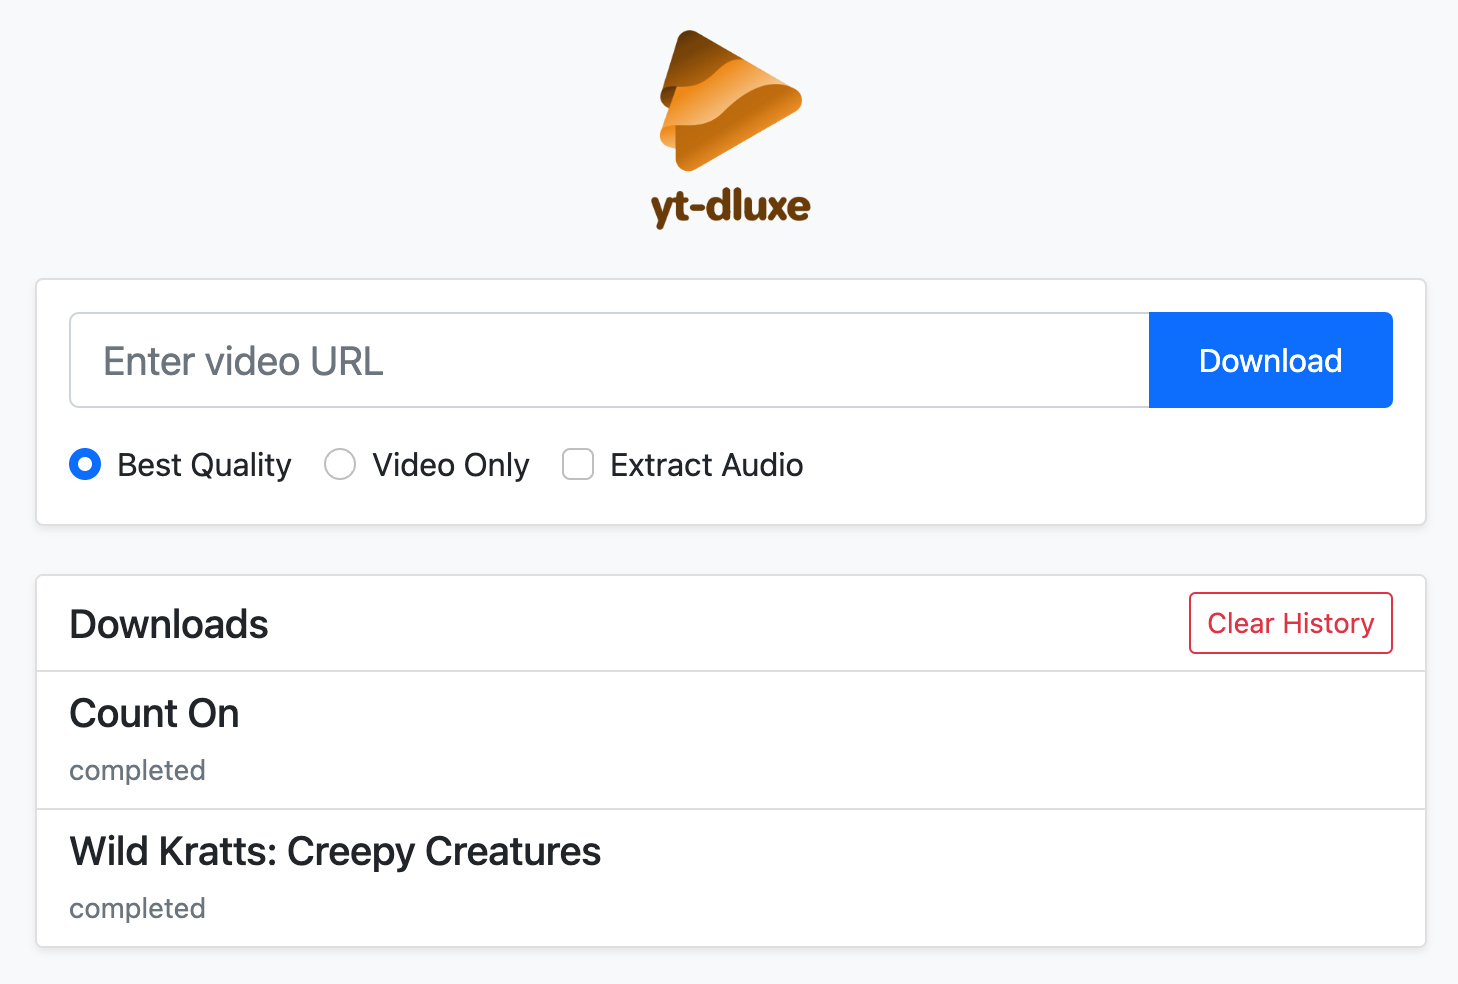 yt-dluxe
Enter video URL
Download
Best Quality
Video Only
Extract Audio
Downloads
Clear History
Count On
completed
Wild Kratts: Creepy Creatures
completed